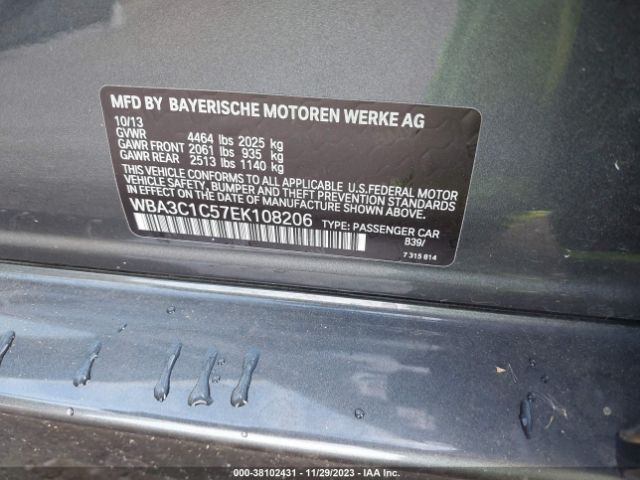 MFD BY BAYERISCHE MOTOREN WERKE AG
10/13
GVWR 4464 lbs 2025 kg
GAWR FRONT 2061 lbs 935 kg
GAWR REAR 2513 lbs 1140 kg
THIS VEHICLE CONFORMS TO ALL APPLICABLE U.S. FEDERAL MOTOR
VEHICLE SAFETY, BUMPER AND THEFT PREVENTION STANDARDS
IN EFFECT ON THE DATE OF MANUFACTURE SHOWN ABOVE.
WBA3C1C57EK108206 TYPE: PASSENGER CAR
B39/
7 315 814
000-38102431 - 11/29/2023 - IAA Inc.